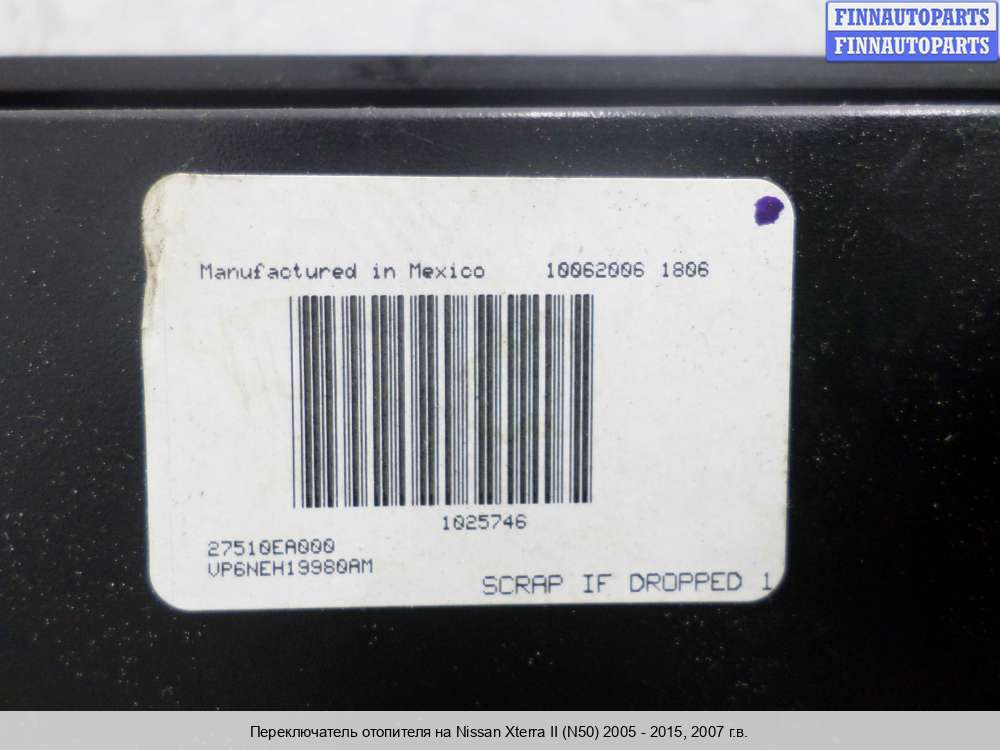 FINNAUTOPARTS
FINNAUTOPARTS
Manufactured in Mexico 10062006 1806
1025746
27510EA000
VP6NEH19980AM
SCRAP IF DROPPED 1
Переключатель отопителя на Nissan Xterra II (N50) 2005 - 2015, 2007 г.в.